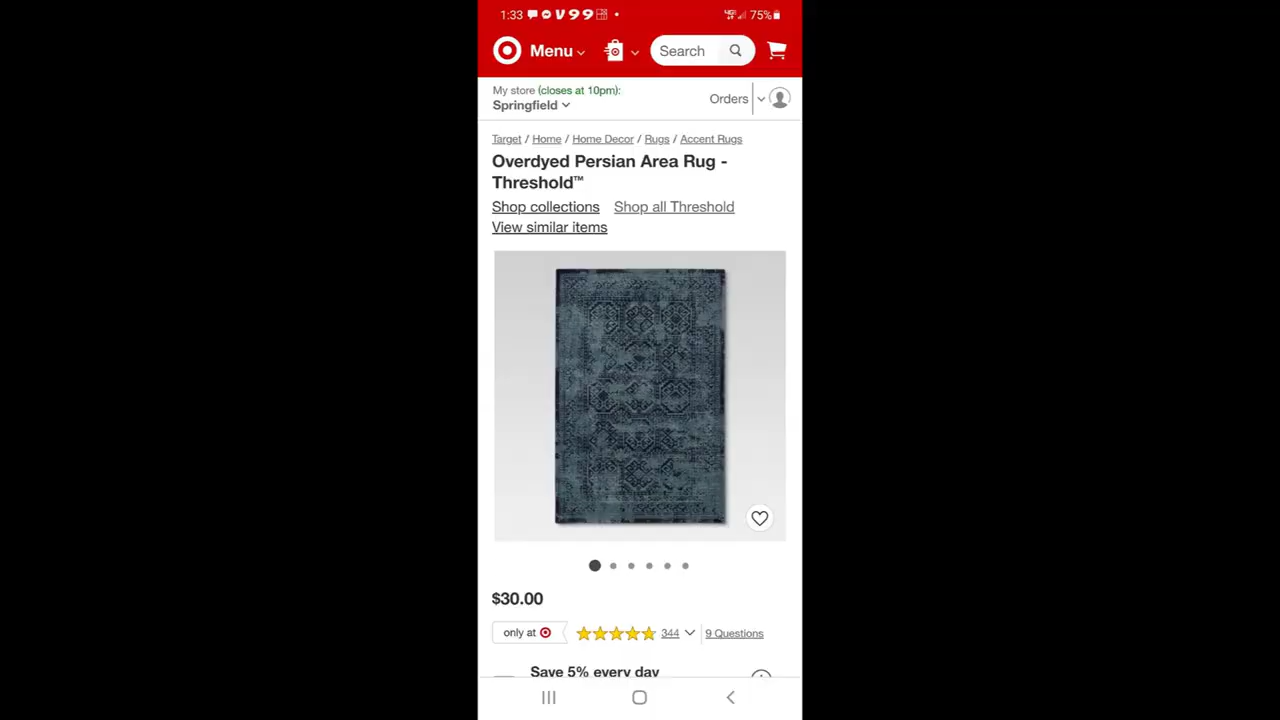 1:33 75%
Menu Search
My store (closes at 10pm):
Springfield
Orders
Target / Home / Home Decor / Rugs / Accent Rugs
Overdyed Persian Area Rug -
Threshold™
Shop collections Shop all Threshold
View similar items
$30.00
only at 344 9 Questions
Save 5% every day